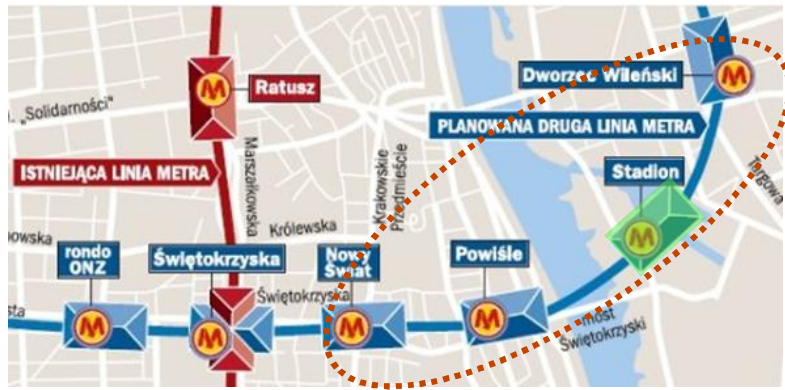 Dworzec Wileński
Ratusz
"Solidarności"
PLANOWANA DRUGA LINIA METRA
ISTNIEJĄCA LINIA METRA
Marszałkowska
Krakowskie
Przedmieście
Stadion
Targowa
Królewska
rondo
ONZ
Świętokrzyska
Nowy
Świat
Powiśle
Świętokrzyska
most
Świętokrzyski
M
M
M
M
M
M
M